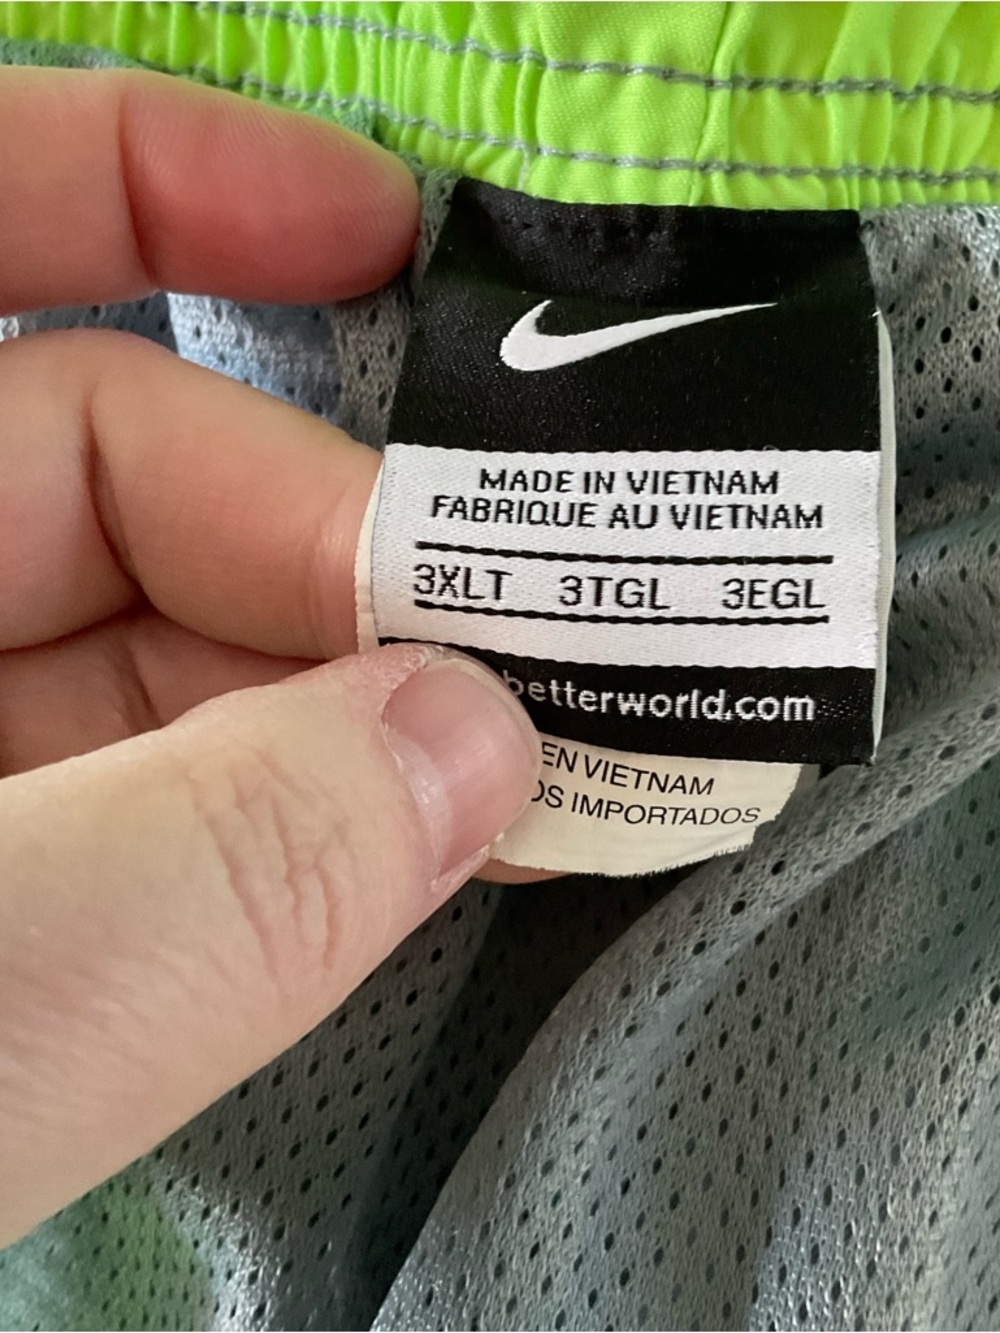 MADE IN VIETNAM
FABRIQUE AU VIETNAM
3XLT 3TGL 3EGL
betterworld.com
EN VIETNAM
OS IMPORTADOS